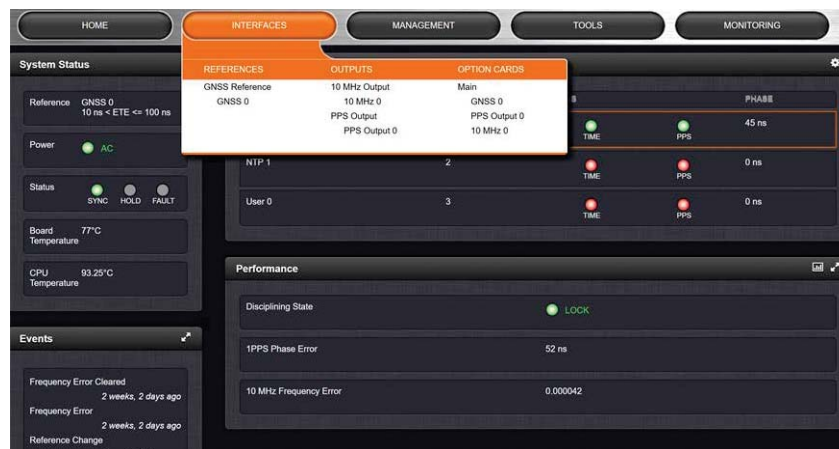 HOME INTERFACES MANAGEMENT TOOLS MONITORING
System Status
Reference GNSS 0
10 ns < ETE <= 100 ns
Power AC
Status SYNC HOLD FAULT
Board Temperature 77°C
CPU Temperature 93.25°C
Events
Frequency Error Cleared
2 weeks, 2 days ago
Frequency Error
2 weeks, 2 days ago
Reference Change
REFERENCES OUTPUTS OPTION CARDS
GNSS Reference 10 MHz Output Main
GNSS 0 10 MHz 0 GNSS 0
PPS Output PPS Output 0
PPS Output 0 10 MHz 0
PHASE
TIME PPS 45 ns
NTP 1 2 TIME PPS 0 ns
User 0 3 TIME PPS 0 ns
Performance
Disciplining State LOCK
1PPS Phase Error 52 ns
10 MHz Frequency Error 0.000042